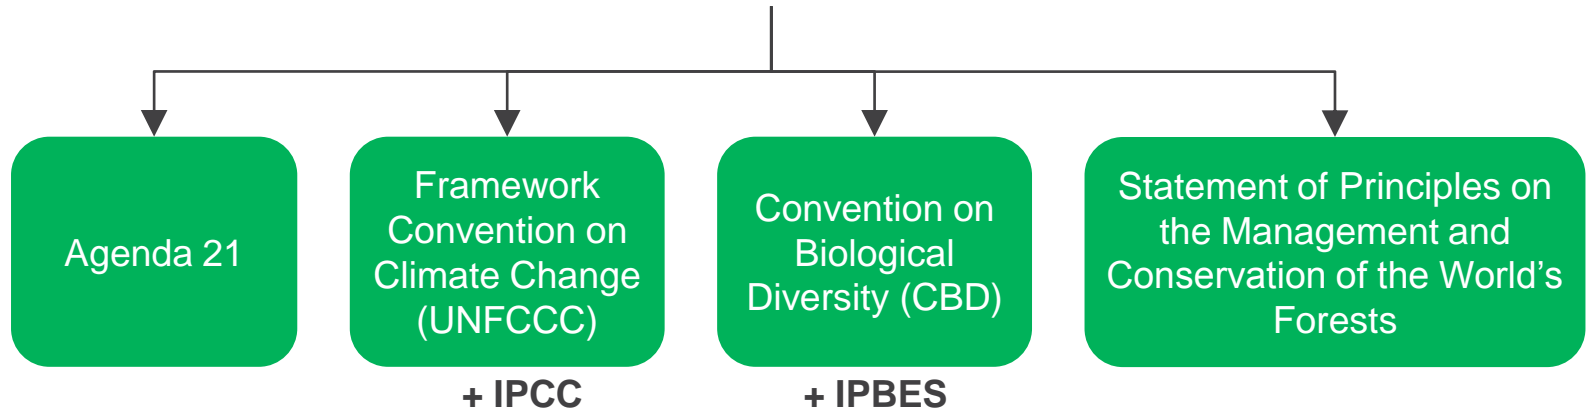 Agenda 21
Framework
Convention on
Climate Change
(UNFCCC)
+ IPCC
Convention on
Biological
Diversity (CBD)
+ IPBES
Statement of Principles on
the Management and
Conservation of the World’s
Forests